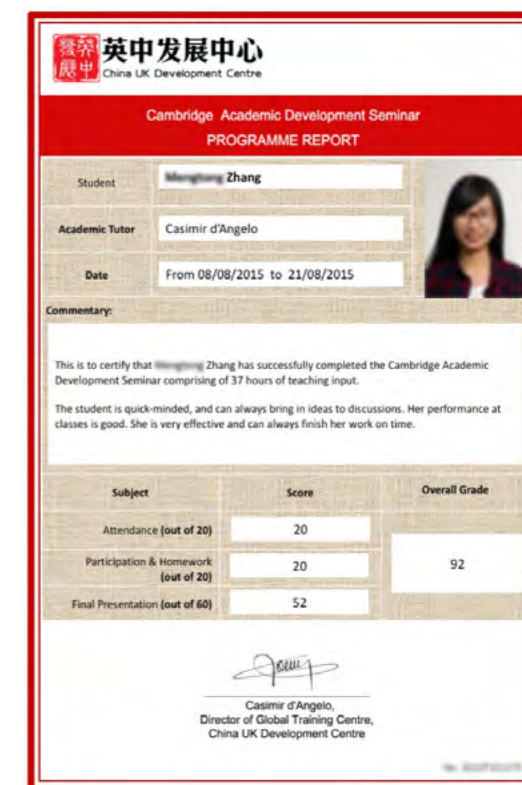 英中发展中心
China UK Development Centre
Cambridge Academic Development Seminar
PROGRAMME REPORT
Student
Zhang
Academic Tutor
Casimir d'Angelo
Date
From 08/08/2015 to 21/08/2015
Commentary:
This is to certify that Zhang has successfully completed the Cambridge Academic
Development Seminar comprising of 37 hours of teaching input.
The student is quick-minded, and can always bring in ideas to discussions. Her performance at
classes is good. She is very effective and can always finish her work on time.
Subject Score Overall Grade
Attendance (out of 20) 20
Participation & Homework
(out of 20)
20
92
Final Presentation (out of 60) 52
Casimir d'Angelo,
Director of Global Training Centre,
China UK Development Centre